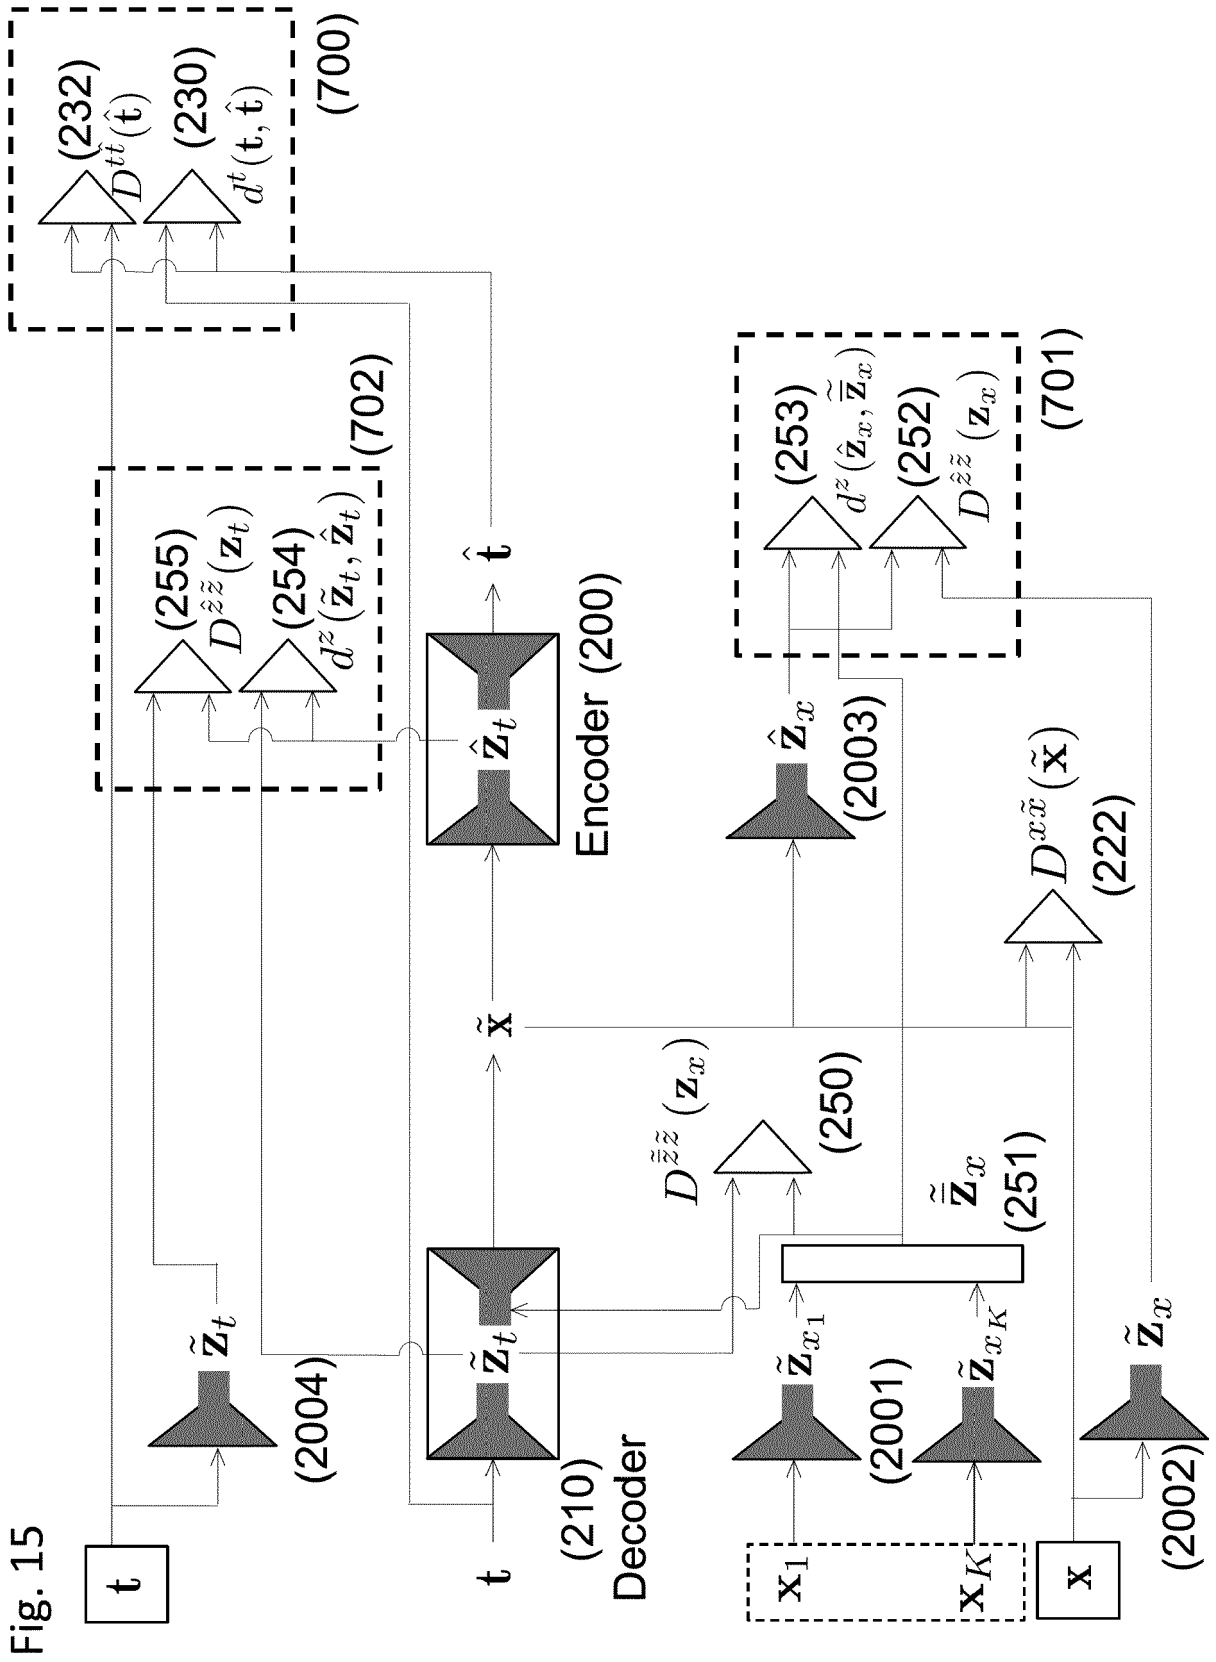 Fig. 15
t
z̃_t
(2004)
(255)
D^{ẑz̃}(z_t)
(254)
d^z(z̃_t, ẑ_t)
(702)
(232)
D^{tt̂}(t̂)
(230)
d^t(t, t̂)
(700)
t
z̃_t
(210)
Decoder
x̃
ẑ_t
Encoder (200)
t̂
D^{z̿̃z̃}(z_x)
(250)
x_1
z̃_{x_1}
(2001)
x_K
z̃_{x_K}
z̿̃_x
(251)
ẑ_x
(2003)
(253)
d^z(ẑ_x, z̿̃_x)
(252)
D^{ẑz̃}(z_x)
(701)
x
D^{xx̃}(x̃)
(222)
z̃_x
(2002)